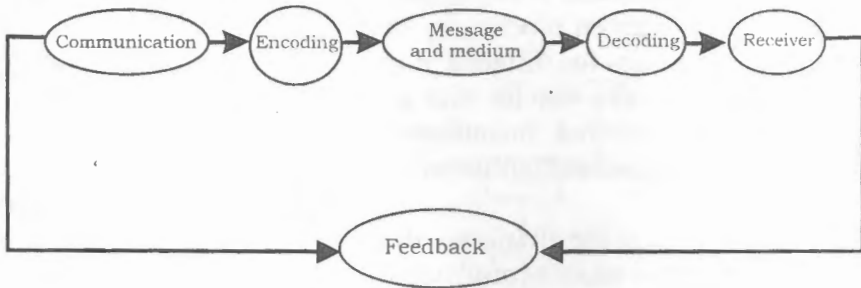 Communication
Encoding
Message
and medium
Decoding
Receiver
Feedback